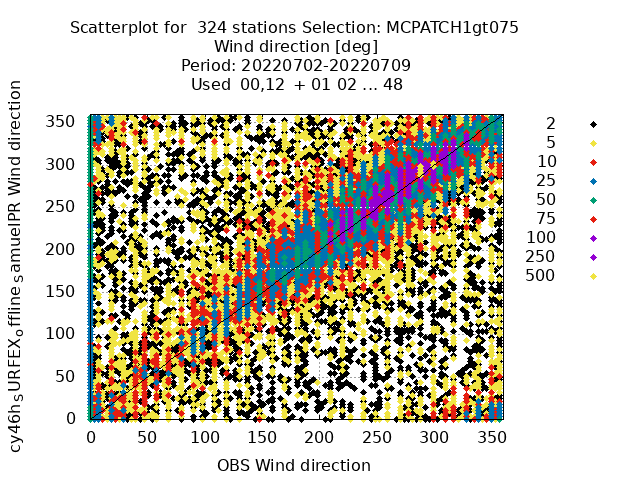 Scatterplot for 324 stations Selection: MCPATCH1gt075
Wind direction [deg]
Period: 20220702-20220709
Used 00,12 + 01 02 ... 48
cy46h_SURFEX_offline_samuelPR Wind direction
350
300
250
200
150
100
50
0
0 50 100 150 200 250 300 350
OBS Wind direction
2
5
10
25
50
75
100
250
500